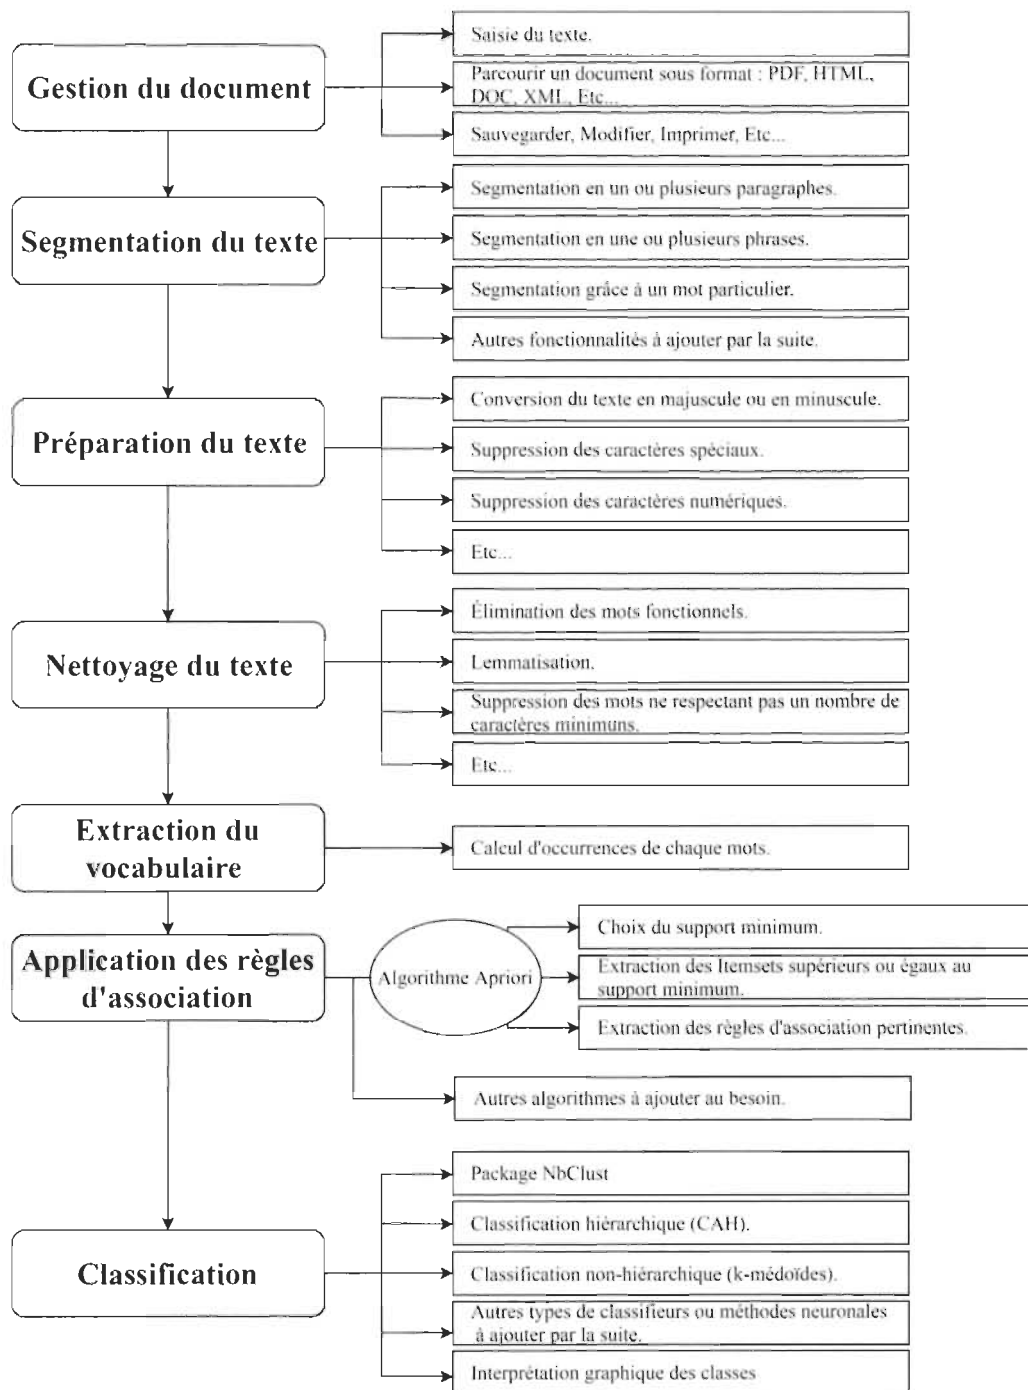 Gestion du document
Saisie du texte.
Parcourir un document sous format : PDF, HTML,
DOC, XML, Etc...
Sauvegarder, Modifier, Imprimer, Etc...
Segmentation du texte
Segmentation en un ou plusieurs paragraphes.
Segmentation en une ou plusieurs phrases.
Segmentation grâce à un mot particulier.
Autres fonctionnalités à ajouter par la suite.
Préparation du texte
Conversion du texte en majuscule ou en minuscule.
Suppression des caractères spéciaux.
Suppression des caractères numériques.
Etc...
Nettoyage du texte
Élimination des mots fonctionnels.
Lemmatisation.
Suppression des mots ne respectant pas un nombre de
caractères minimuns.
Etc...
Extraction du
vocabulaire
Calcul d'occurrences de chaque mots.
Application des règles
d'association
Algorithme Apriori
Choix du support minimum.
Extraction des Itemsets supérieurs ou égaux au
support minimum.
Extraction des règles d'association pertinentes.
Autres algorithmes à ajouter au besoin.
Classification
Package NbClust
Classification hiérarchique (CAH).
Classification non-hiérarchique (k-médoïdes).
Autres types de classifieurs ou méthodes neuronales
à ajouter par la suite.
Interprétation graphique des classes